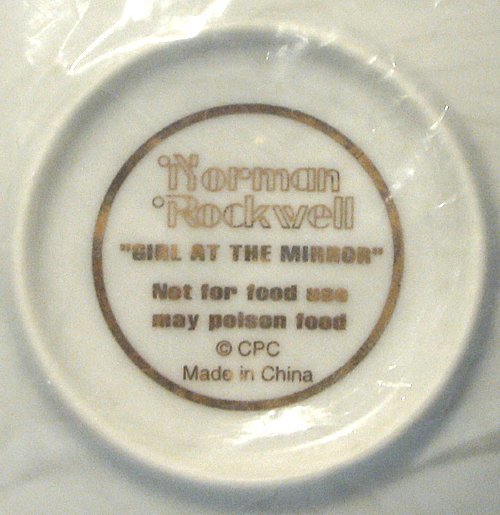 Norman
Rockwell
"GIRL AT THE MIRROR"
Not for food use
may poison food
© CPC
Made in China